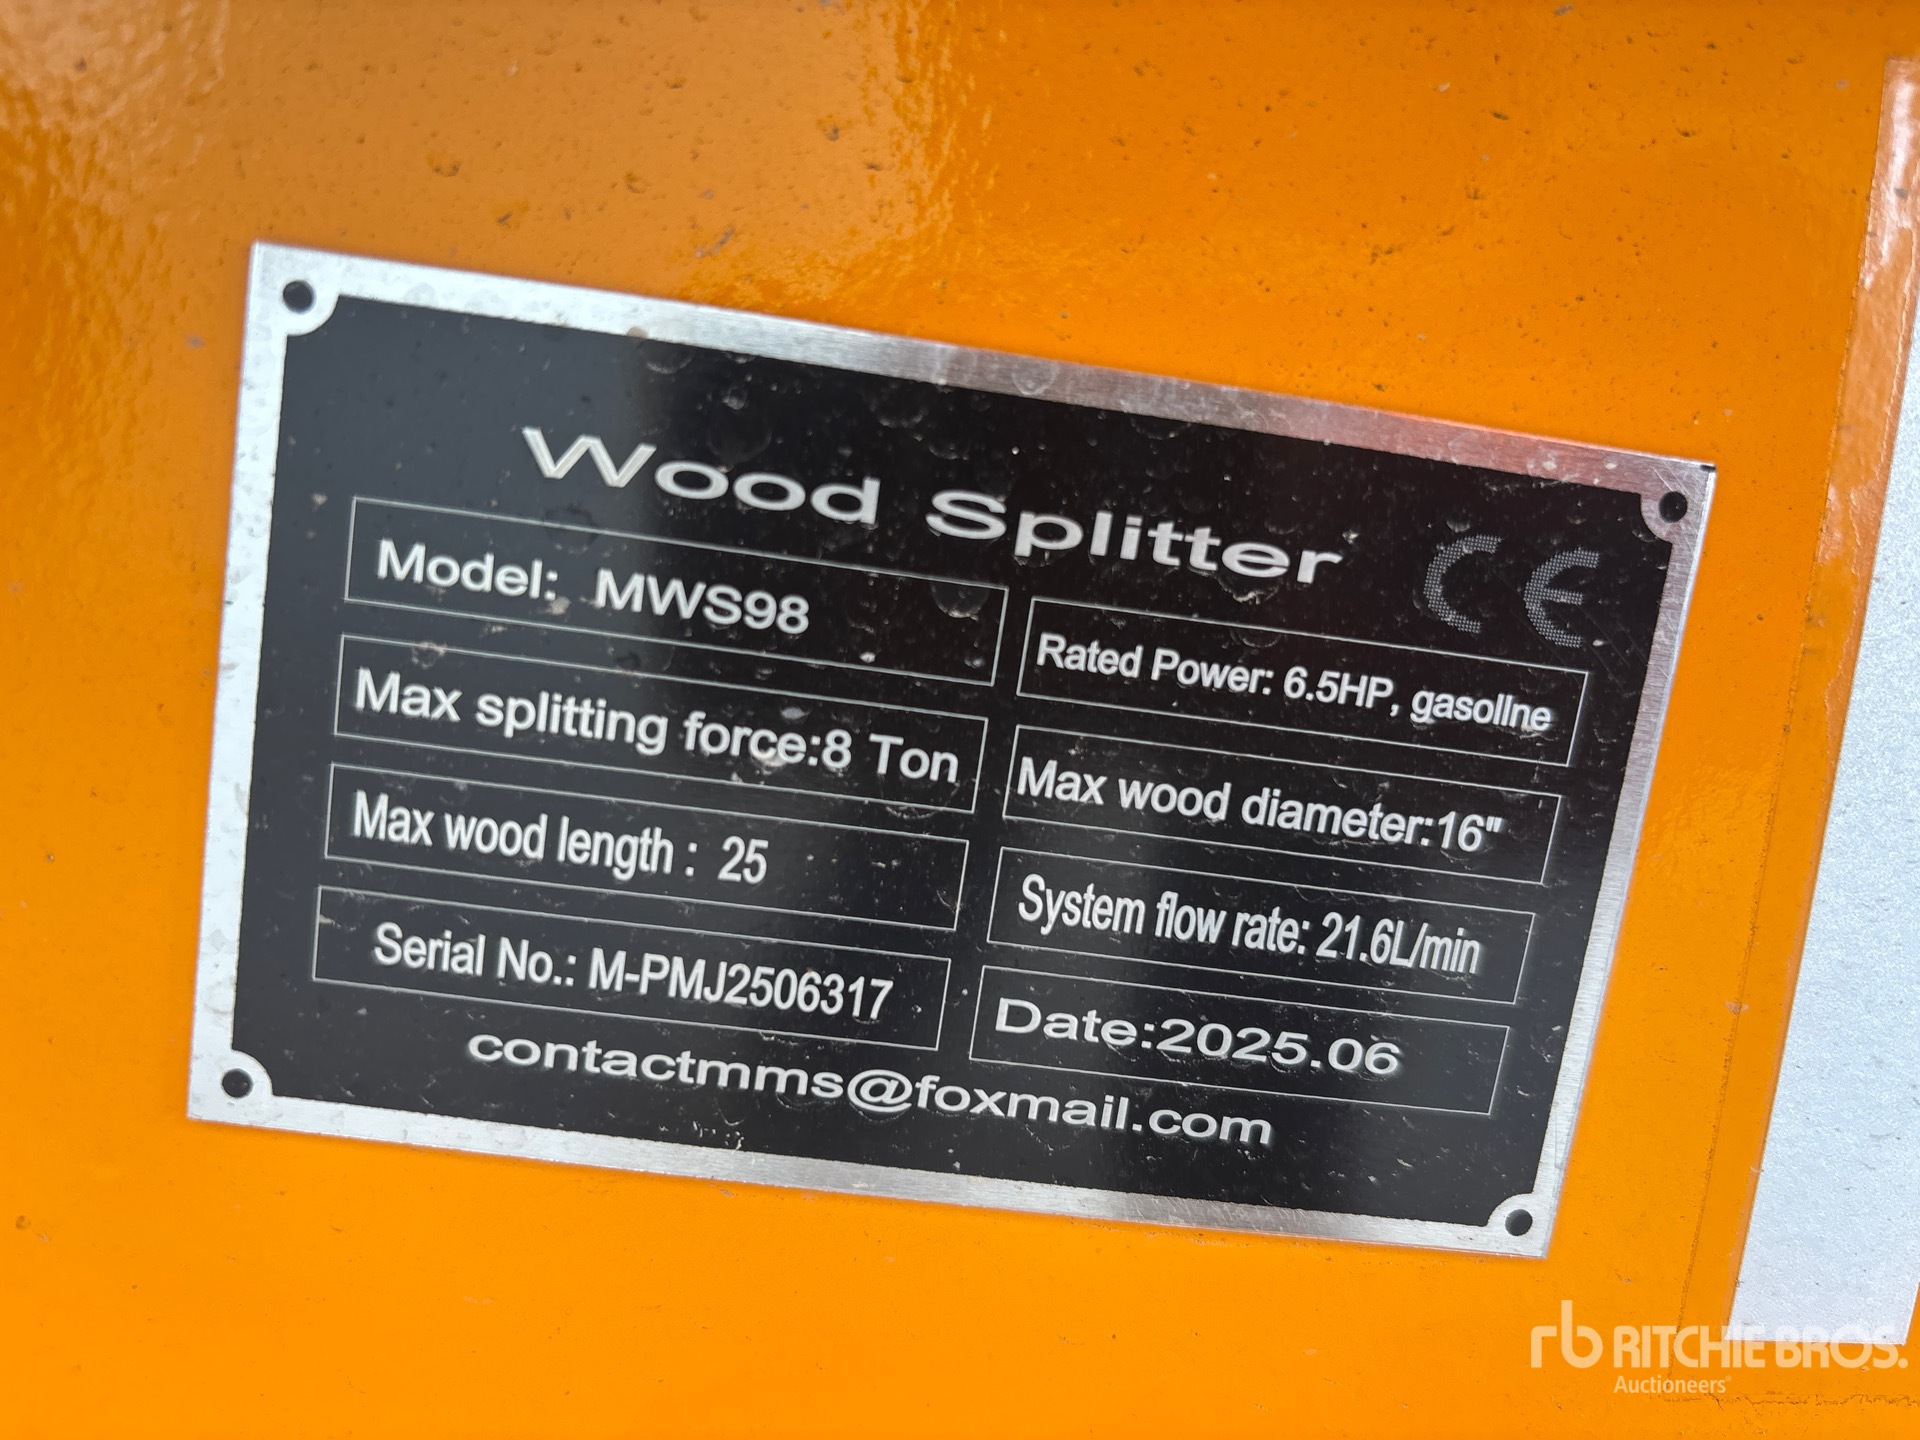 Wood Splitter
CE
Model: MWS98
Rated Power: 6.5HP, gasollne
Max splitting force:8 Ton
Max wood diameter:16"
Max wood length : 25
System flow rate: 21.6L/min
Serial No.: M-PMJ2506317
Date:2025.06
contactmms@foxmail.com
rb RITCHIE BROS.
Auctioneers